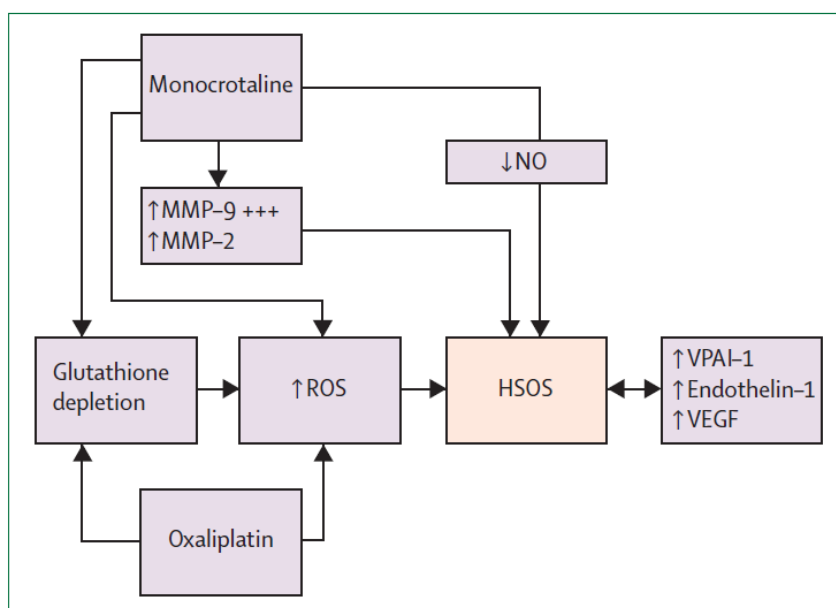 Monocrotaline
↓NO
↑MMP–9 +++
↑MMP–2
Glutathione
depletion
↑ROS
HSOS
↑VPAI–1
↑Endothelin–1
↑VEGF
Oxaliplatin